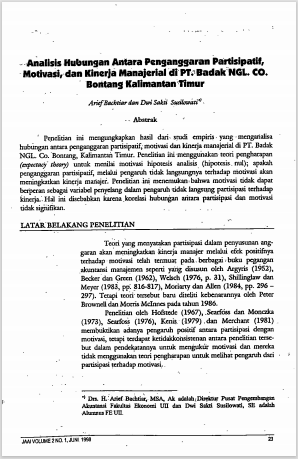 Analisis Hubungan Antara Penganggaran Partisipatif,
Motivasi, dan Kinerja Manajerial di PT. Badak NGL. CO.
Bontang Kalimantan Timur
Arief Bachtiar dan Dwi Sakti Susilowati*)
Abstrak
Penelitian ini mengungkapkan hasil dari studi empiris yang menganalisa
hubungan antara penganggaran partisipatif, motivasi dan kinerja manajerial di PT. Badak
NGL. Co. Bontang, Kalimantan Timur. Penelitian ini menggunakan teori pengharapan
(expectacy theory) untuk menilai motivasi hipotesis analisis (hipotesis nul); apakah
penganggaran partisipatif, melalui pengaruh tidak langsungnya terhadap motivasi akan
meningkatkan kinerja manajer. Penelitian ini menemukan bahwa motivasi tidak dapat
berperan sebagai variabel penyelang dalam pengaruh tidak langsung partisipasi terhadap
kinerja. Hal ini disebabkan karena korelasi hubungan antara partisipasi dan motivasi
tidak signifikan.
LATAR BELAKANG PENELITIAN
Teori yang menyatakan partisipasi dalam penyusunan ang-
garan akan meningkatkan kinerja manajer melalui efek positifnya
terhadap motivasi telah termuat pada berbagai buku pegangan
akuntansi manajemen seperti yang disusun oleh Argyris (1952),
Becker dan Green (1962), Welsch (1976, p. 31), Shillinglaw dan
Meyer (1983, pp. 816-817), Moriarty dan Allen (1984, pp. 296 –
297). Tetapi teori tersebut baru diteliti kebenarannya oleh Peter
Brownell dan Morris McInnes pada tahun 1986.
Penelitian oleh Hofstede (1967), Searfoss dan Monczka
(1973), Searfoss (1976), Kenis (1979) dan Merchant (1981)
membuktikan adanya pengaruh positif antara partisipasi dengan
motivasi, tetapi terdapat ketidakkonsistenan antara penelitian terse-
but dalam pendekatannya untuk mengukur motivasi dan mereka
tidak menggunakan teori pengharapan untuk melihat pengaruh dari
partisipasi terhadap motivasi.
*) Drs. H. Arief Bachtiar, MSA, Ak adalah Direktur Pusat Pengembangan
Akuntansi Fakultas Ekonomi UII dan Dwi Sakti Susilowati, SE adalah
Alumnus FE UII.
JAAI VOLUME 2 NO. 1, JUNI 1998
23